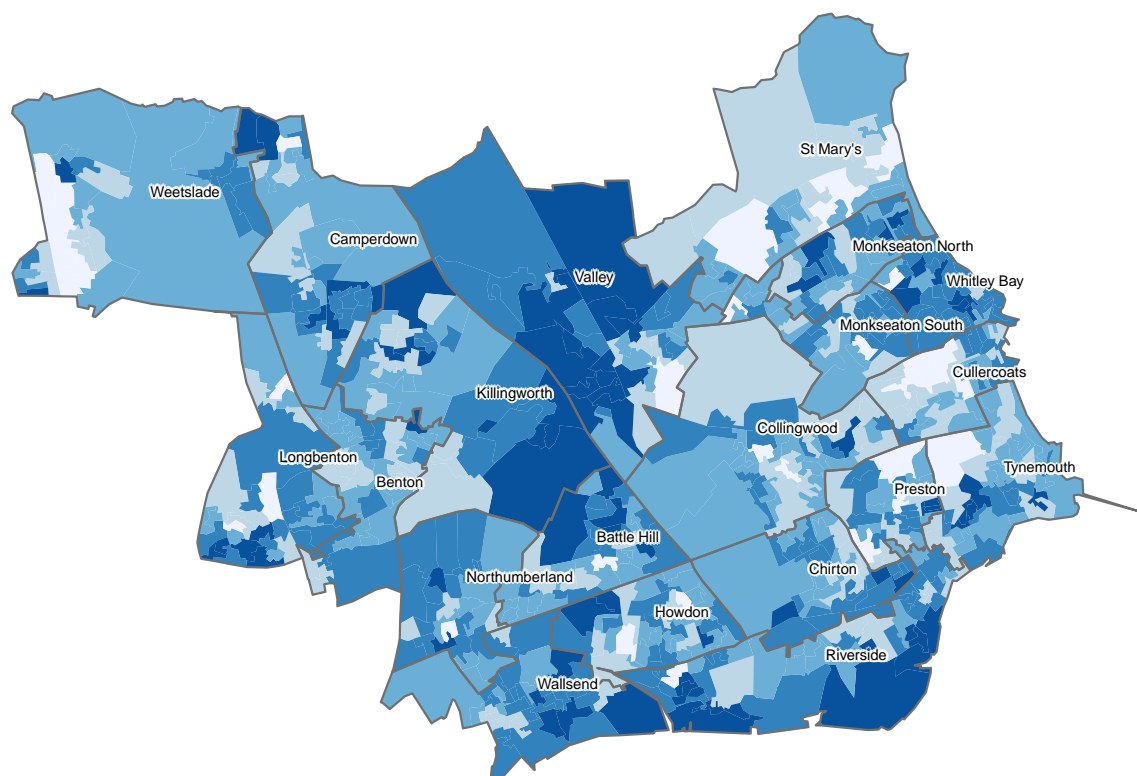 St Mary's
Weetslade
Camperdown
Monkseaton North
Valley
Whitley Bay
Monkseaton South
Cullercoats
Killingworth
Collingwood
Longbenton
Benton
Tynemouth
Preston
Battle Hill
Northumberland
Chirton
Howdon
Riverside
Wallsend